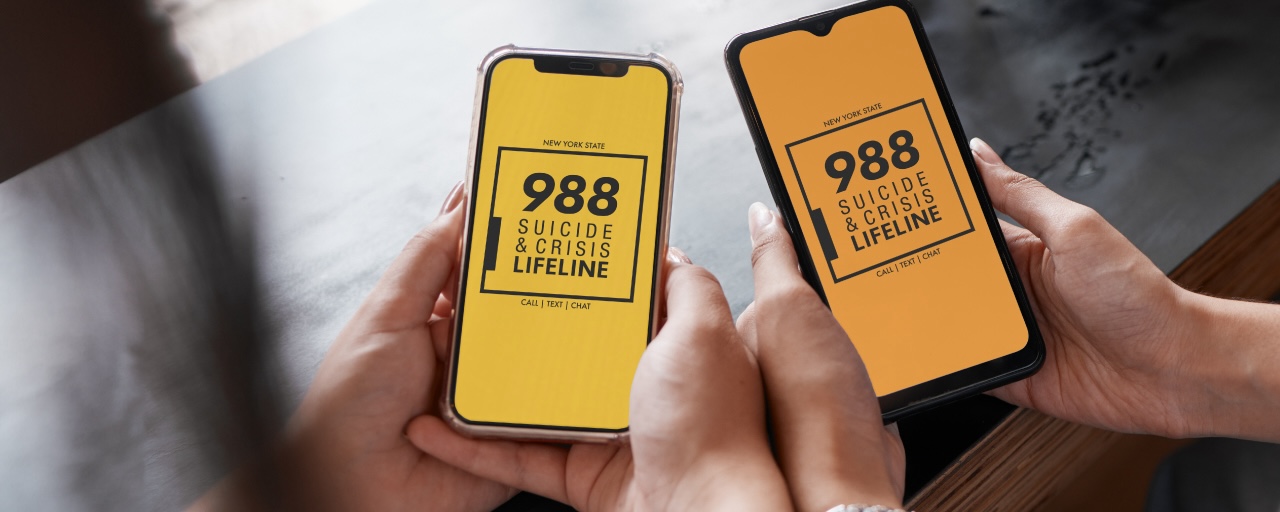 NEW YORK STATE
988
SUICIDE
& CRISIS
LIFELINE
CALL | TEXT | CHAT
NEW YORK STATE
988
SUICIDE
& CRISIS
LIFELINE
CALL | TEXT | CHAT